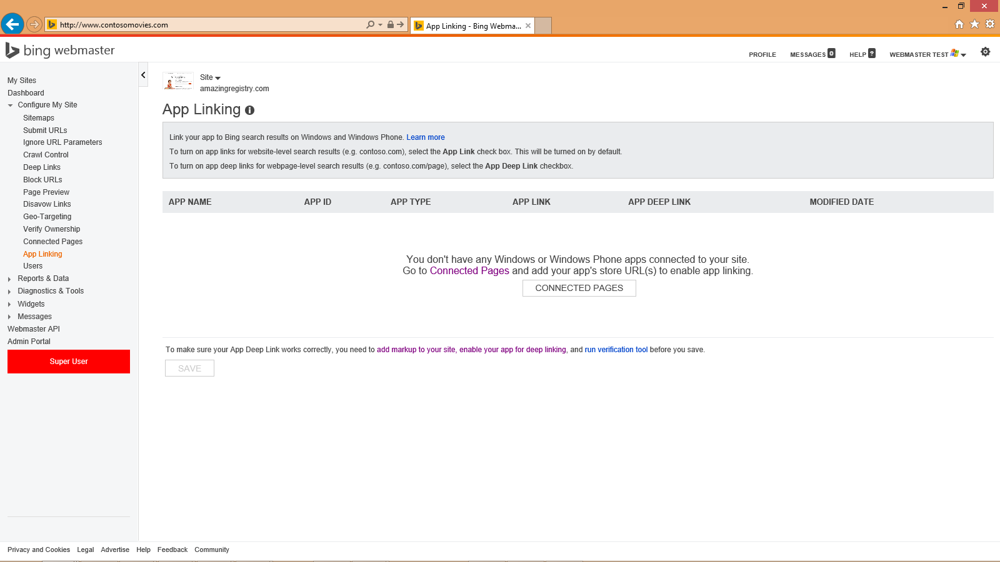 http://www.contosomovies.com
App Linking - Bing Webma...
bing webmaster
PROFILE MESSAGES 0 HELP ? WEBMASTER TEST
My Sites
Dashboard
Configure My Site
Sitemaps
Submit URLs
Ignore URL Parameters
Crawl Control
Deep Links
Block URLs
Page Preview
Disavow Links
Geo-Targeting
Verify Ownership
Connected Pages
App Linking
Users
Reports & Data
Diagnostics & Tools
Widgets
Messages
Webmaster API
Admin Portal
Super User
Site
amazingregistry.com
App Linking
Link your app to Bing search results on Windows and Windows Phone. Learn more
To turn on app links for website-level search results (e.g. contoso.com), select the App Link check box. This will be turned on by default.
To turn on app deep links for webpage-level search results (e.g. contoso.com/page), select the App Deep Link checkbox.
APP NAME APP ID APP TYPE APP LINK APP DEEP LINK MODIFIED DATE
You don't have any Windows or Windows Phone apps connected to your site.
Go to Connected Pages and add your app's store URL(s) to enable app linking.
CONNECTED PAGES
To make sure your App Deep Link works correctly, you need to add markup to your site, enable your app for deep linking, and run verification tool before you save.
SAVE
Privacy and Cookies Legal Advertise Help Feedback Community